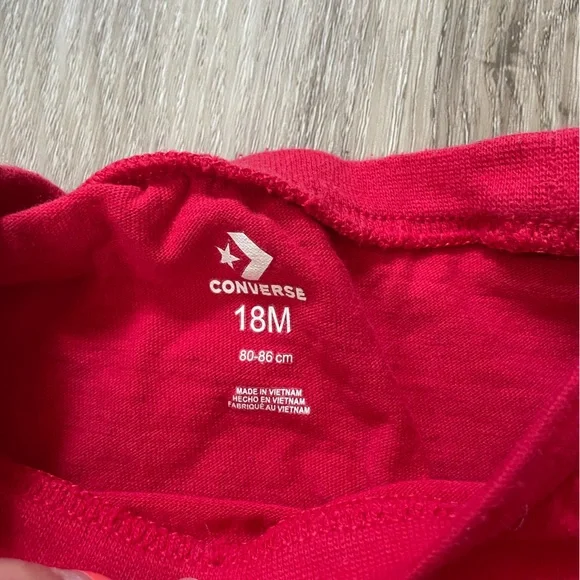 CONVERSE
18M
80-86 cm
MADE IN VIETNAM
HECHO EN VIETNAM
FABRIQUÉ AU VIETNAM